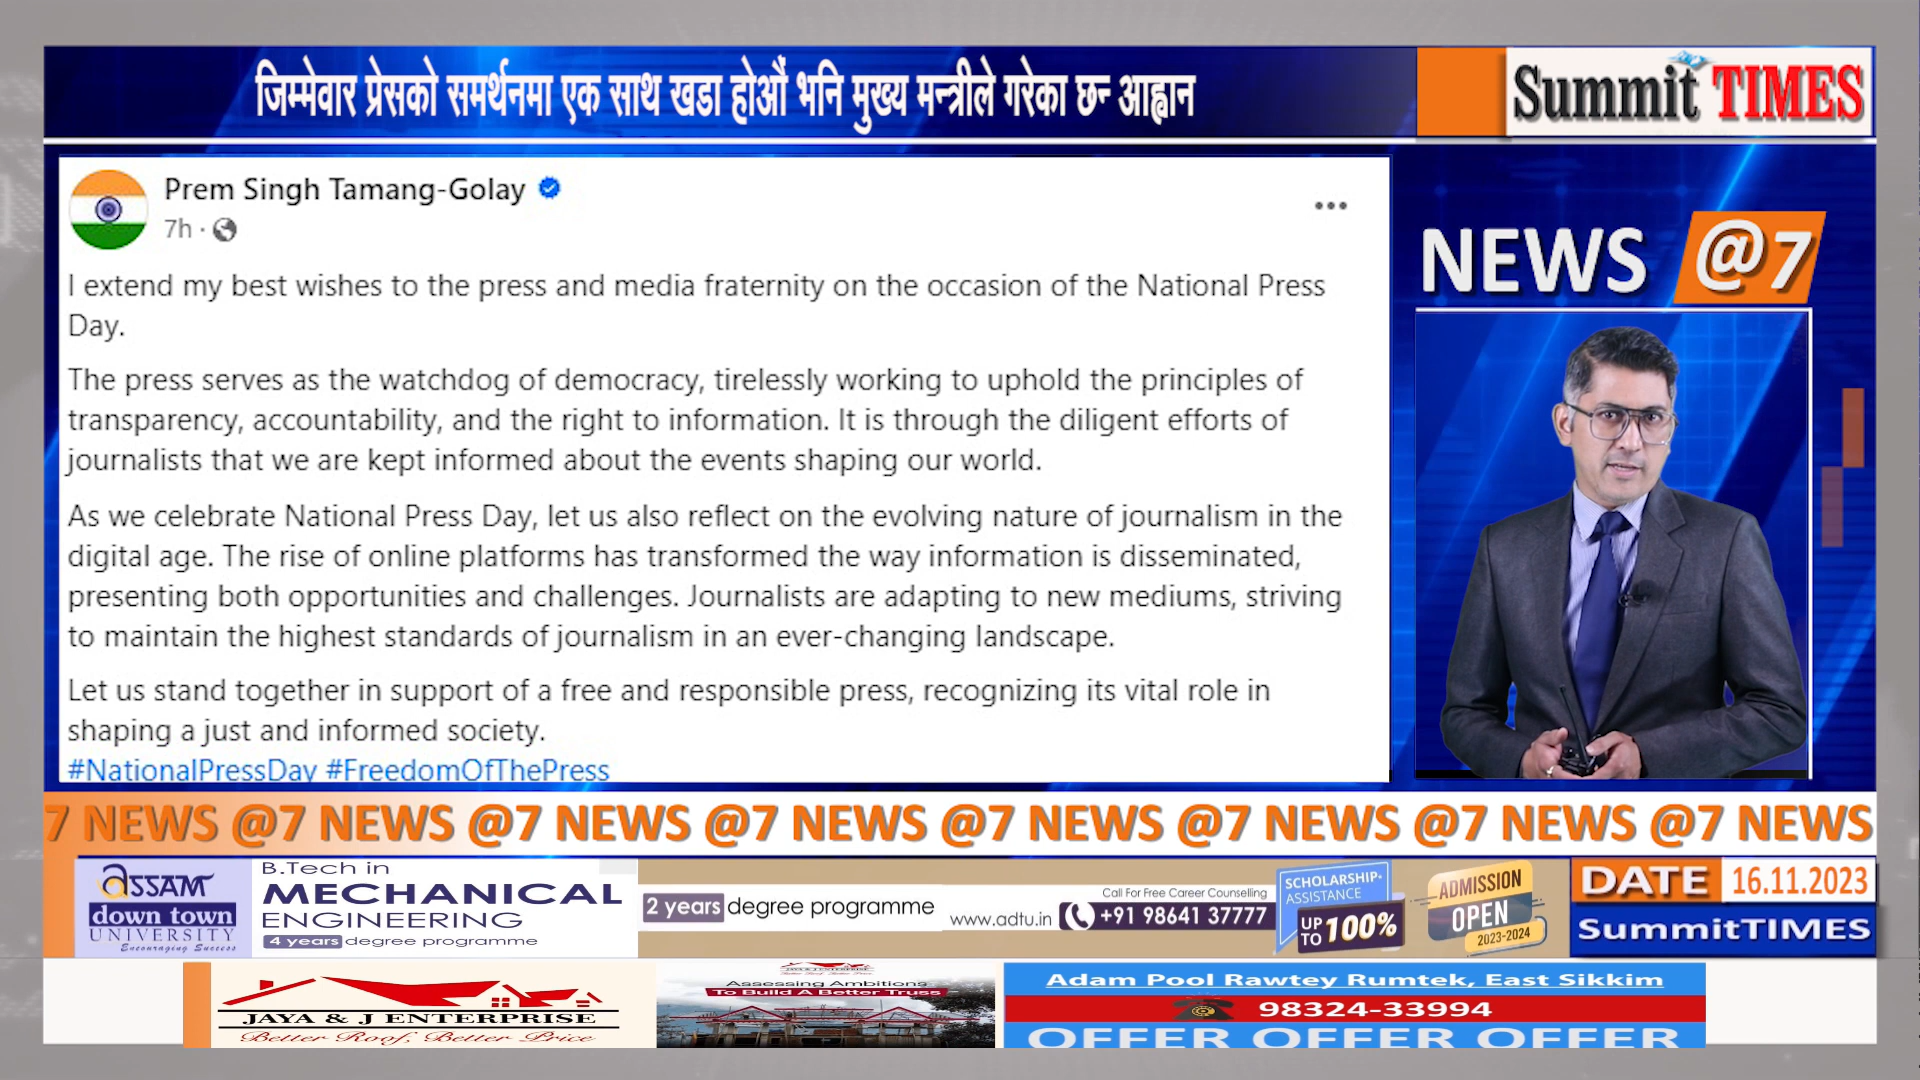 जिम्मेवार प्रेसको समर्थनमा एक साथ खडा होऔं भनि मुख्य मन्त्रीले गरेका छन् आह्वान
Summit TIMES
Prem Singh Tamang-Golay
7h ·
I extend my best wishes to the press and media fraternity on the occasion of the National Press
Day.
The press serves as the watchdog of democracy, tirelessly working to uphold the principles of
transparency, accountability, and the right to information. It is through the diligent efforts of
journalists that we are kept informed about the events shaping our world.
As we celebrate National Press Day, let us also reflect on the evolving nature of journalism in the
digital age. The rise of online platforms has transformed the way information is disseminated,
presenting both opportunities and challenges. Journalists are adapting to new mediums, striving
to maintain the highest standards of journalism in an ever-changing landscape.
Let us stand together in support of a free and responsible press, recognizing its vital role in
shaping a just and informed society.
#NationalPressDay #FreedomOfThePress
NEWS @7
7 NEWS @7 NEWS @7 NEWS @7 NEWS @7 NEWS @7 NEWS @7 NEWS @7 NEWS
ASSAM
down town
UNIVERSITY
Encouraging Success
B.Tech in
MECHANICAL
ENGINEERING
4 years degree programme
2 years degree programme
www.adtu.in
Call For Free Career Counselling
+91 98641 37777
SCHOLARSHIP
ASSISTANCE
UP TO 100%
ADMISSION
OPEN
2023-2024
DATE 16.11.2023
SummitTIMES
JAYA & J ENTERPRISE
Better Roof, Better Price
JAYA & J ENTERPRISE
Assessing Ambitions
To Build A Better Truss
Adam Pool Rawtey Rumtek, East Sikkim
98324-33994
OFFER OFFER OFFER